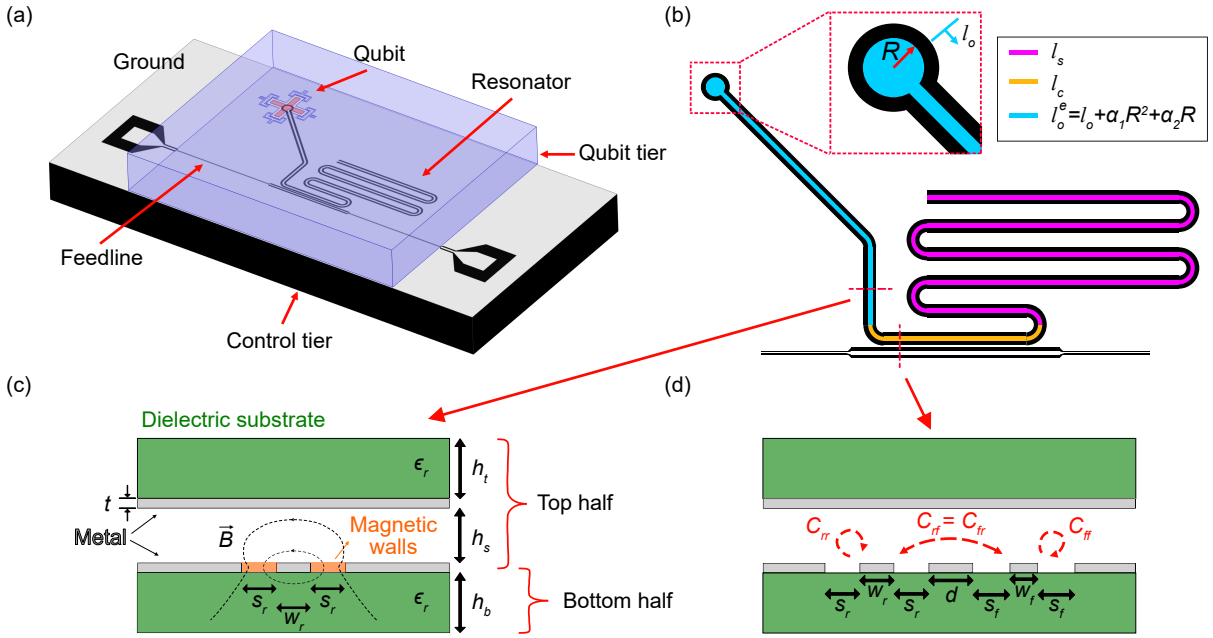 (a)
Ground
Qubit
Resonator
Qubit tier
Feedline
Control tier
(b)
R
l_o
l_s
l_c
l_o^e=l_o+α_1R^2+α_2R
(c)
Dielectric substrate
ϵ_r
h_t
t
Top half
Metal
B⃗
Magnetic
walls
h_s
s_r
w_r
s_r
ϵ_r
h_b
Bottom half
(d)
C_rr
C_rf = C_fr
C_ff
s_r
w_r
s_r
d
s_f
w_f
s_f